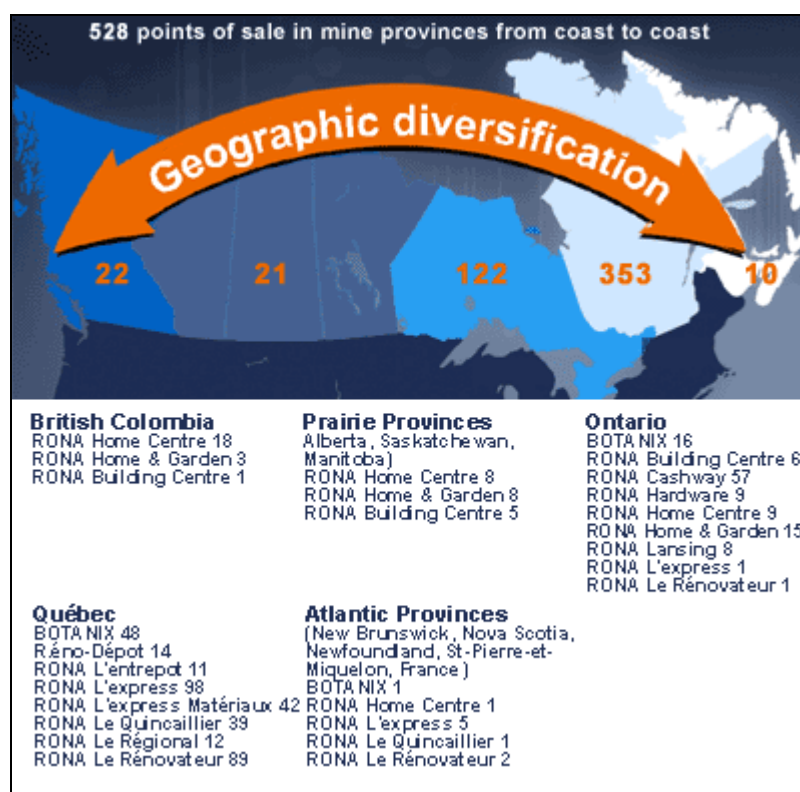 528 points of sale in mine provinces from coast to coast
Geographic diversification
22
21
122
353
10
British Colombia
RONA Home Centre 18
RONA Home & Garden 3
RONA Building Centre 1
Prairie Provinces
Alberta, Saskatchewan,
Manitoba)
RONA Home Centre 8
RONA Home & Garden 8
RONA Building Centre 5
Ontario
BOTANIX 16
RONA Building Centre 6
RONA Cashway 57
RONA Hardware 9
RONA Home Centre 9
RONA Home & Garden 15
RONA Lansing 8
RONA L'express 1
RONA Le Rénovateur 1
Québec
BOTANIX 48
Réno-Dépôt 14
RONA L'entrepot 11
RONA L'express 98
RONA L'express Matériaux 42
RONA Le Quincaillier 39
RONA Le Régional 12
RONA Le Rénovateur 89
Atlantic Provinces
(New Brunswick, Nova Scotia,
Newfoundland, St-Pierre-et-
Miquelon, France)
BOTANIX 1
RONA Home Centre 1
RONA L'express 5
RONA Le Quincaillier 1
RONA Le Rénovateur 2